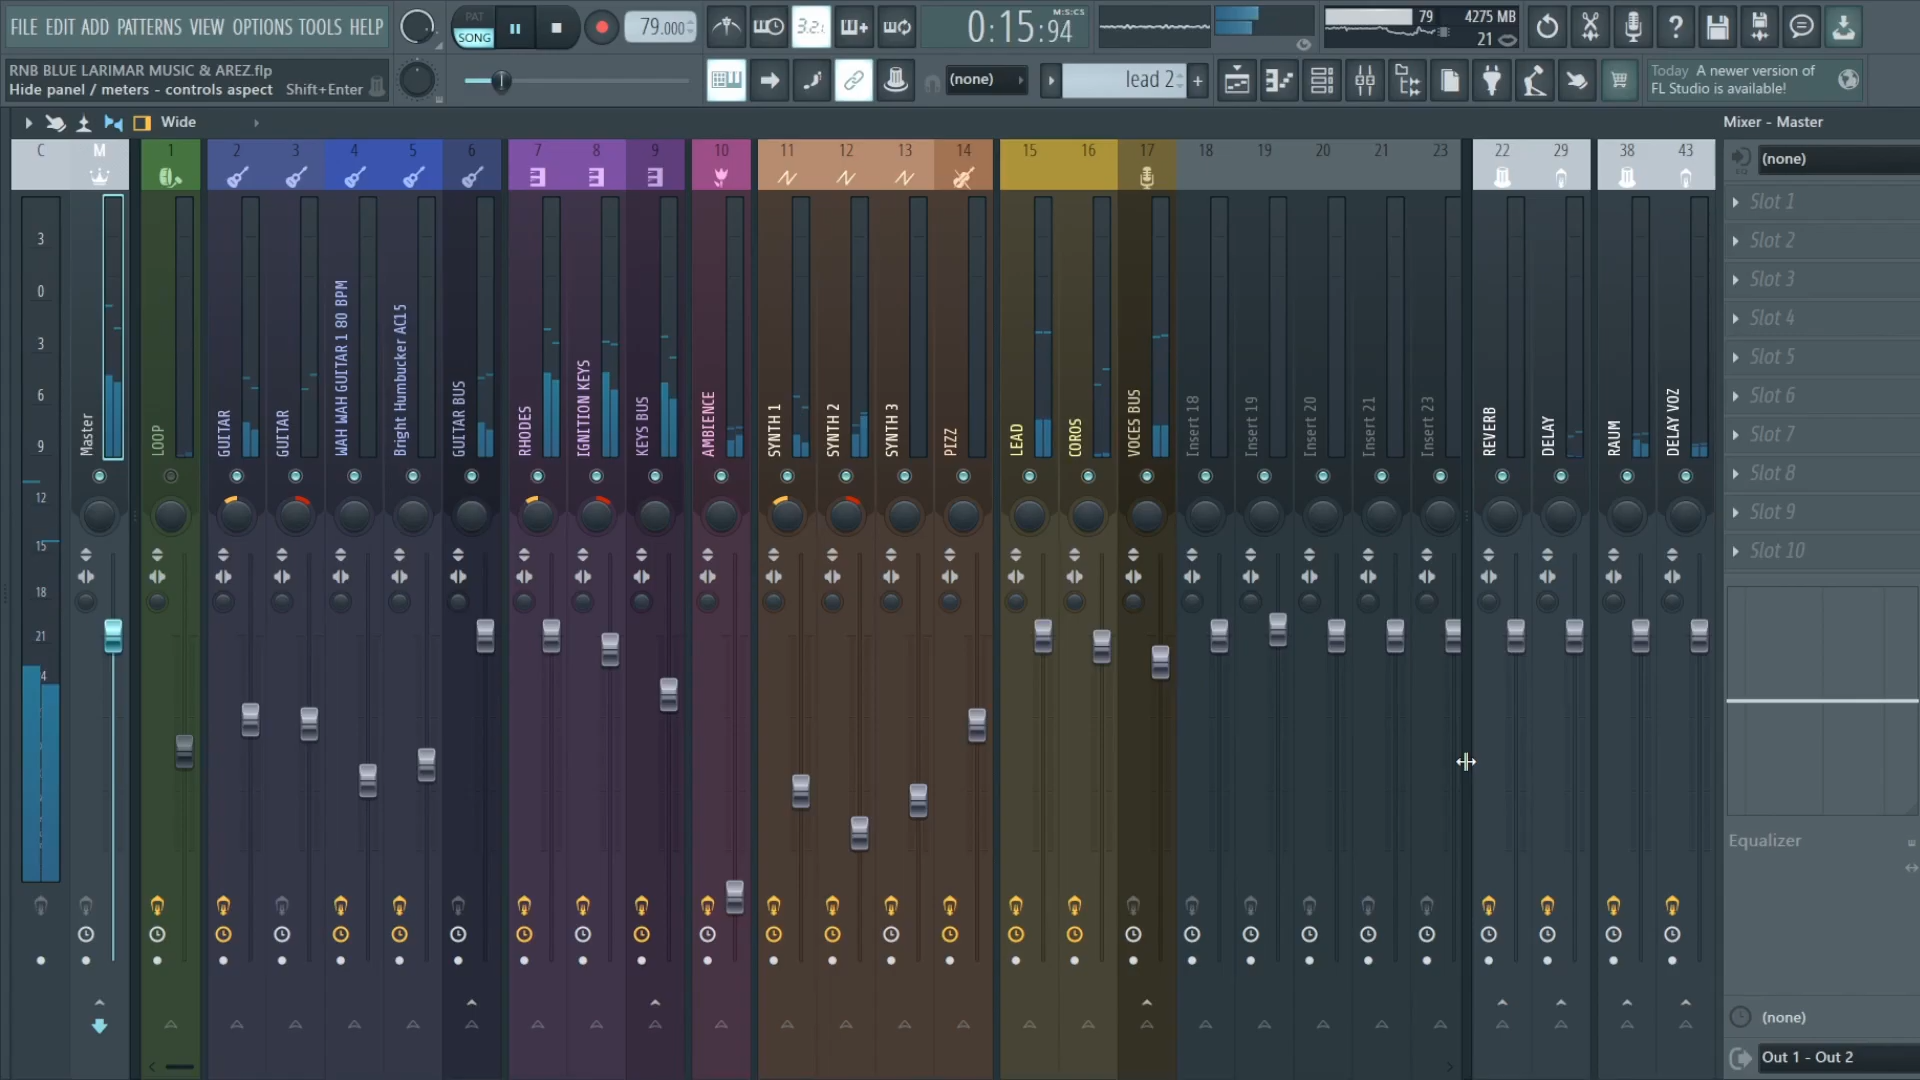 FILE EDIT ADD PATTERNS VIEW OPTIONS TOOLS HELP
PAT
SONG
79.000
3.2.1
0:15:94
M:S:CS
79
4275 MB
21
RNB BLUE LARIMAR MUSIC & AREZ.flp
Hide panel / meters - controls aspect Shift+Enter
(none)
lead 2
+
Today A newer version of
FL Studio is available!
Wide
Mixer - Master
C M 1 2 3 4 5 6 7 8 9 10 11 12 13 14 15 16 17 18 19 20 21 23 22 29 38 43
(none)
Slot 1
Slot 2
Slot 3
Slot 4
Slot 5
Slot 6
Slot 7
Slot 8
Slot 9
Slot 10
3
0
3
6
9
12
15
18
21
4
Master
LOOP
GUITAR
GUITAR
WAH WAH GUITAR 1 80 BPM
Bright Humbucker AC15
GUITAR BUS
RHODES
IGNITION KEYS
KEYS BUS
AMBIENCE
SYNTH 1
SYNTH 2
SYNTH 3
PIZZ
LEAD
COROS
VOCES BUS
Insert 18
Insert 19
Insert 20
Insert 21
Insert 23
REVERB
DELAY
RAUM
DELAY VOZ
Equalizer
(none)
Out 1 - Out 2